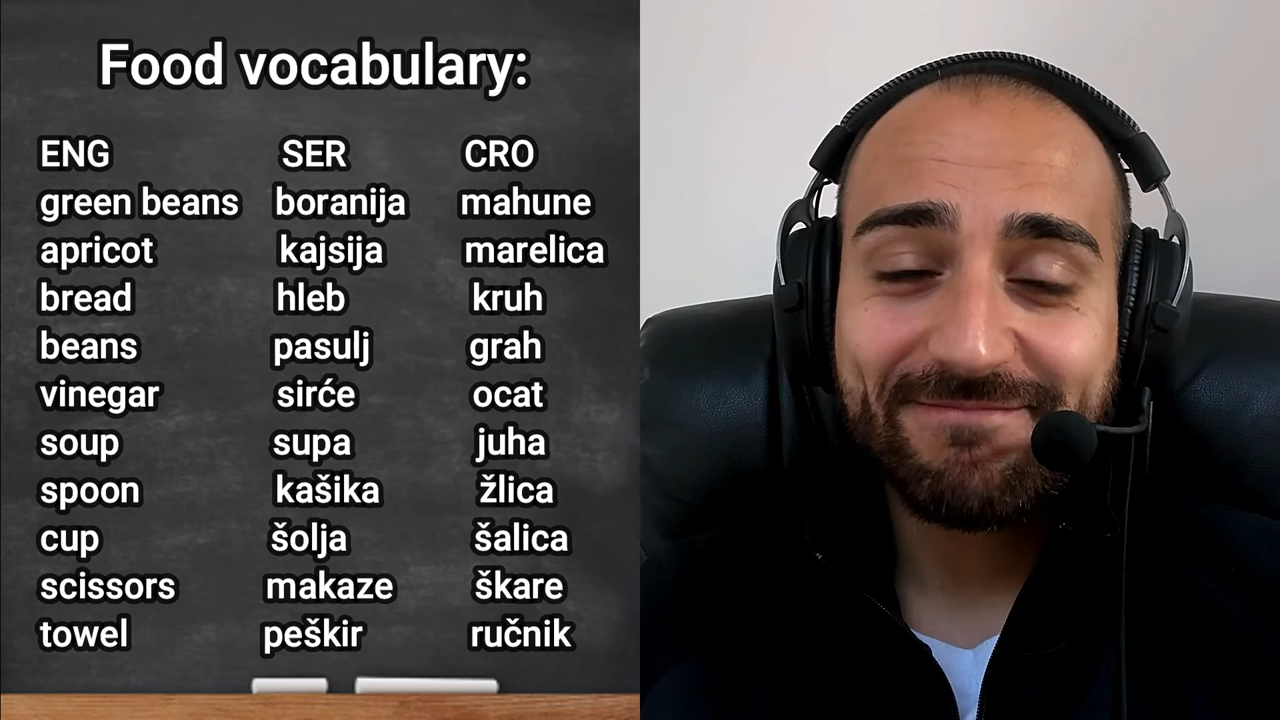 Food vocabulary:
ENG SER CRO
green beans boranija mahune
apricot kajsija marelica
bread hleb kruh
beans pasulj grah
vinegar sirće ocat
soup supa juha
spoon kašika žlica
cup šolja šalica
scissors makaze škare
towel peškir ručnik